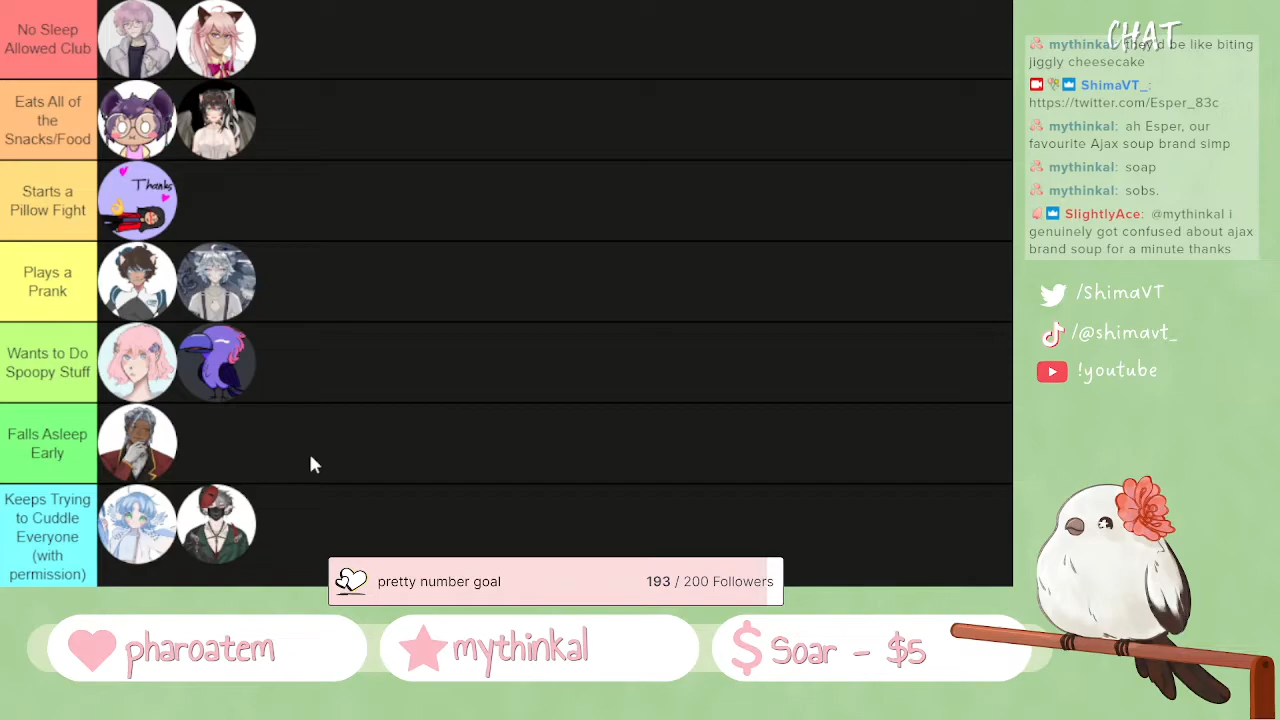 No Sleep
Allowed Club
Eats All of
the
Snacks/Food
Starts a
Pillow Fight
Thanks
Plays a
Prank
Wants to Do
Spoopy Stuff
Falls Asleep
Early
Keeps Trying
to Cuddle
Everyone
(with
permission)
CHAT
mythinkal: they'd be like biting
jiggly cheesecake
ShimaVT_:
https://twitter.com/Esper_83c
mythinkal: ah Esper, our
favourite Ajax soup brand simp
mythinkal: soap
mythinkal: sobs.
SlightlyAce: @mythinkal i
genuinely got confused about ajax
brand soup for a minute thanks
/ShimaVT
/@shimavt_
!youtube
pretty number goal 193 / 200 Followers
pharoatem
mythinkal
$ Soar - $5